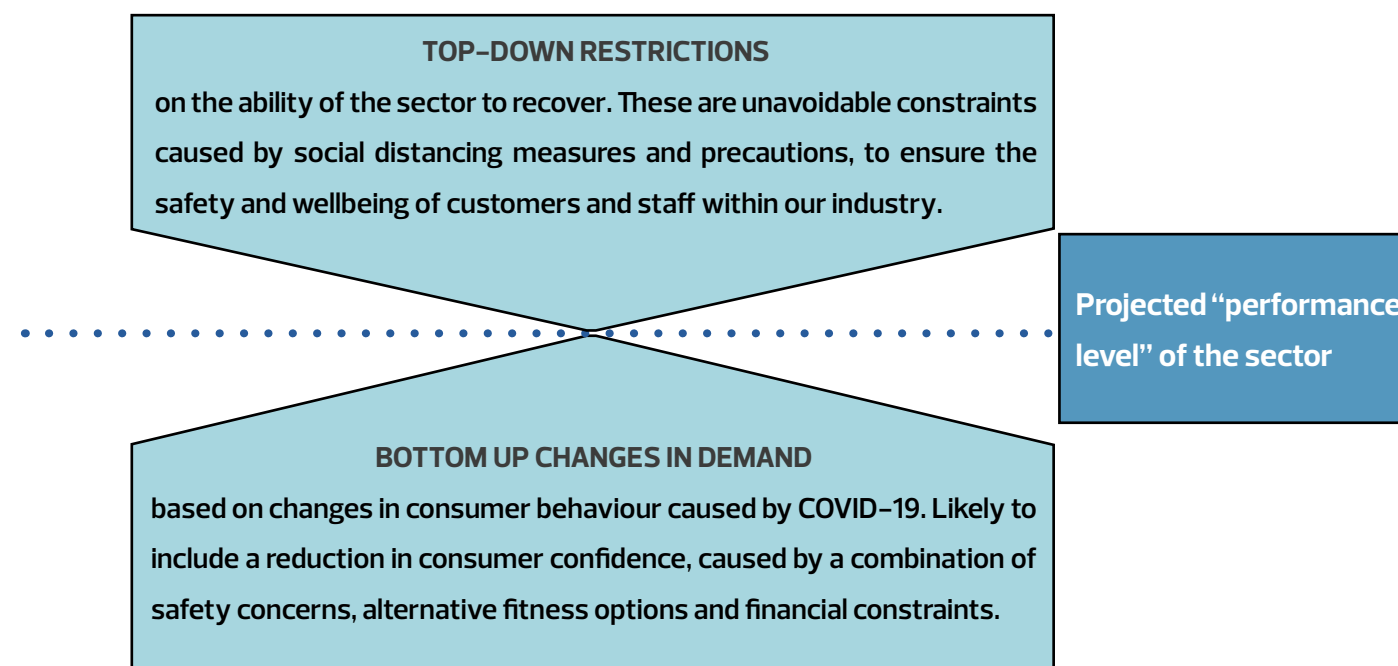 TOP-DOWN RESTRICTIONS
on the ability of the sector to recover. These are unavoidable constraints
caused by social distancing measures and precautions, to ensure the
safety and wellbeing of customers and staff within our industry.
Projected “performance
level” of the sector
BOTTOM UP CHANGES IN DEMAND
based on changes in consumer behaviour caused by COVID-19. Likely to
include a reduction in consumer confidence, caused by a combination of
safety concerns, alternative fitness options and financial constraints.